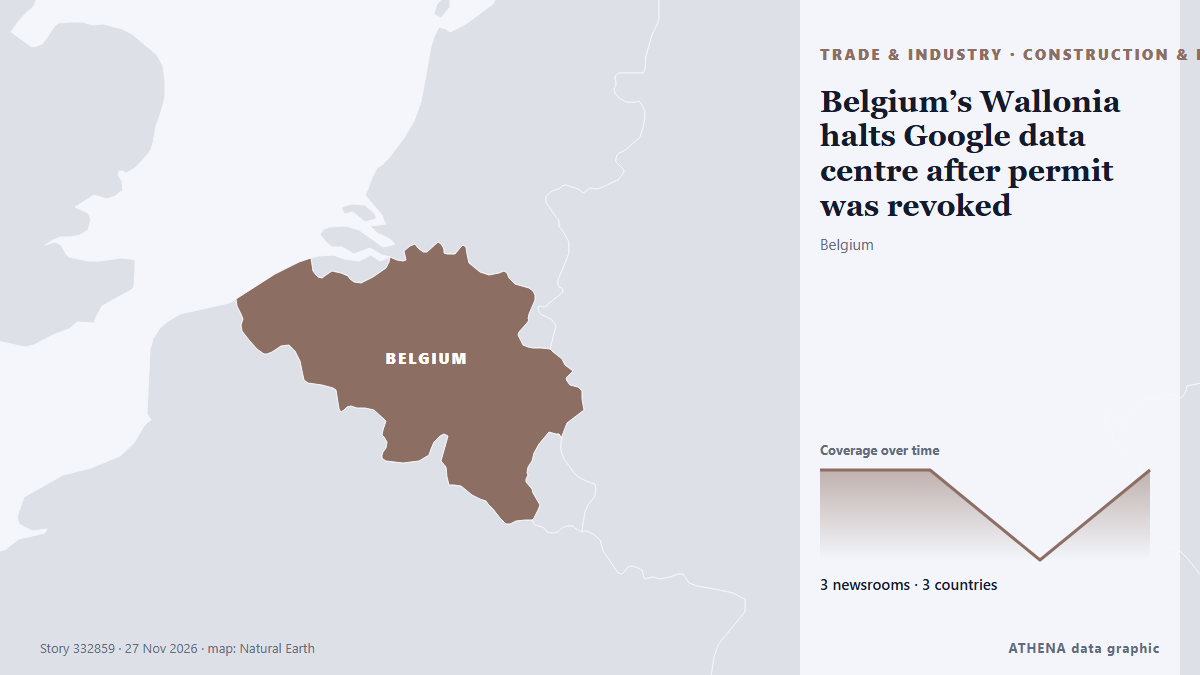 TRADE & INDUSTRY · CONSTRUCTION &
Belgium’s Wallonia
halts Google data
centre after permit
was revoked
Belgium
BELGIUM
Coverage over time
3 newsrooms · 3 countries
Story 332859 · 27 Nov 2026 · map: Natural Earth
ATHENA data graphic